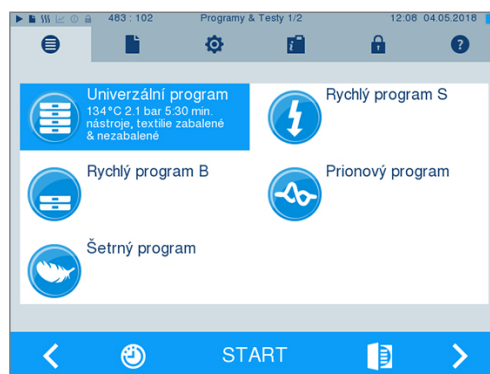 483 : 102 Programy & Testy 1/2 12:08 04.05.2018
Univerzální program
134°C 2.1 bar 5:30 min.
nástroje, textilie zabalené
& nezabalené
Rychlý program S
Rychlý program B
Prionový program
Šetrný program
START